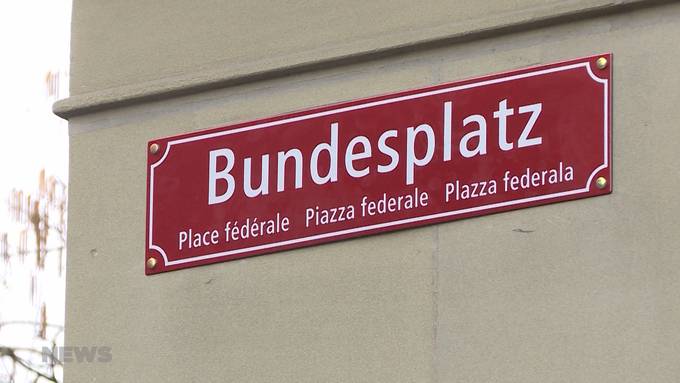 Bundesplatz
Place fédérale Piazza federale Plazza federala
NEWS